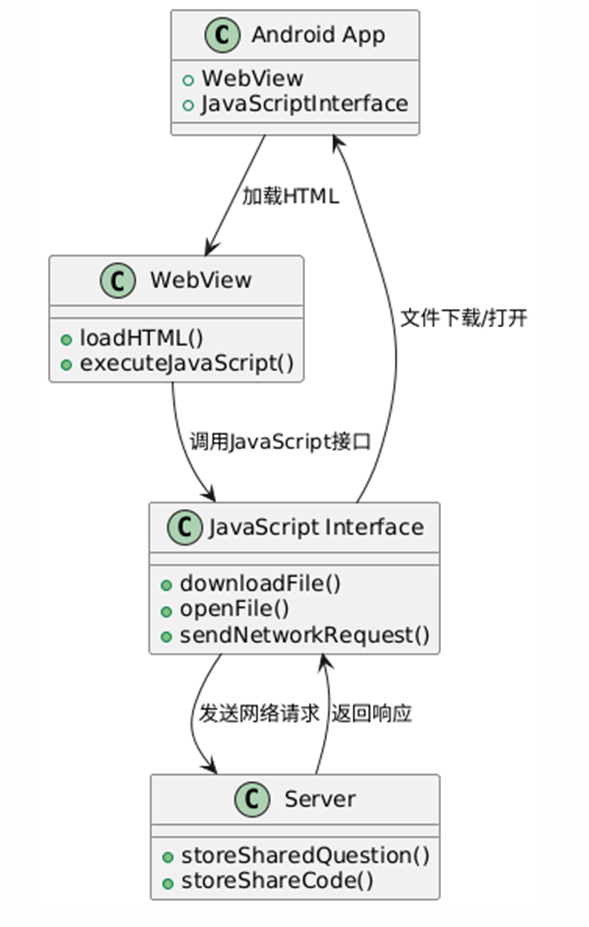 C Android App
WebView
JavaScriptInterface
加载HTML
C WebView
loadHTML()
executeJavaScript()
文件下载/打开
调用JavaScript接口
C JavaScript Interface
downloadFile()
openFile()
sendNetworkRequest()
发送网络请求 返回响应
C Server
storeSharedQuestion()
storeShareCode()